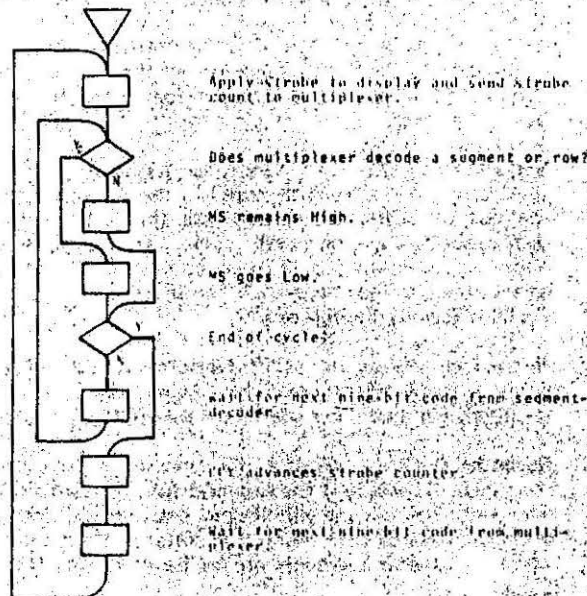 Apply strobe to display and send strobe
count to multiplexer.
Y
Does multiplexer decode a segment or row?
N
MS remains High.
MS goes Low.
Y
End of cycle
Wait for next nine-bit code from segment-
decoder
advances strobe counter
Wait for next nine-bit code from multi-
plexer.